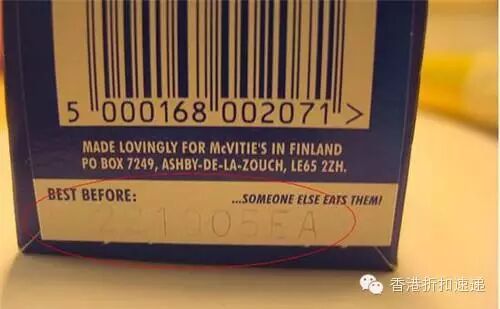 5 000168 002071 >
MADE LOVINGLY FOR McVITIE'S IN FINLAND
PO BOX 7249, ASHBY-DE-LA-ZOUCH, LE65 2ZH.
BEST BEFORE: ...SOMEONE ELSE EATS THEM!
221005EA
香港折扣速递